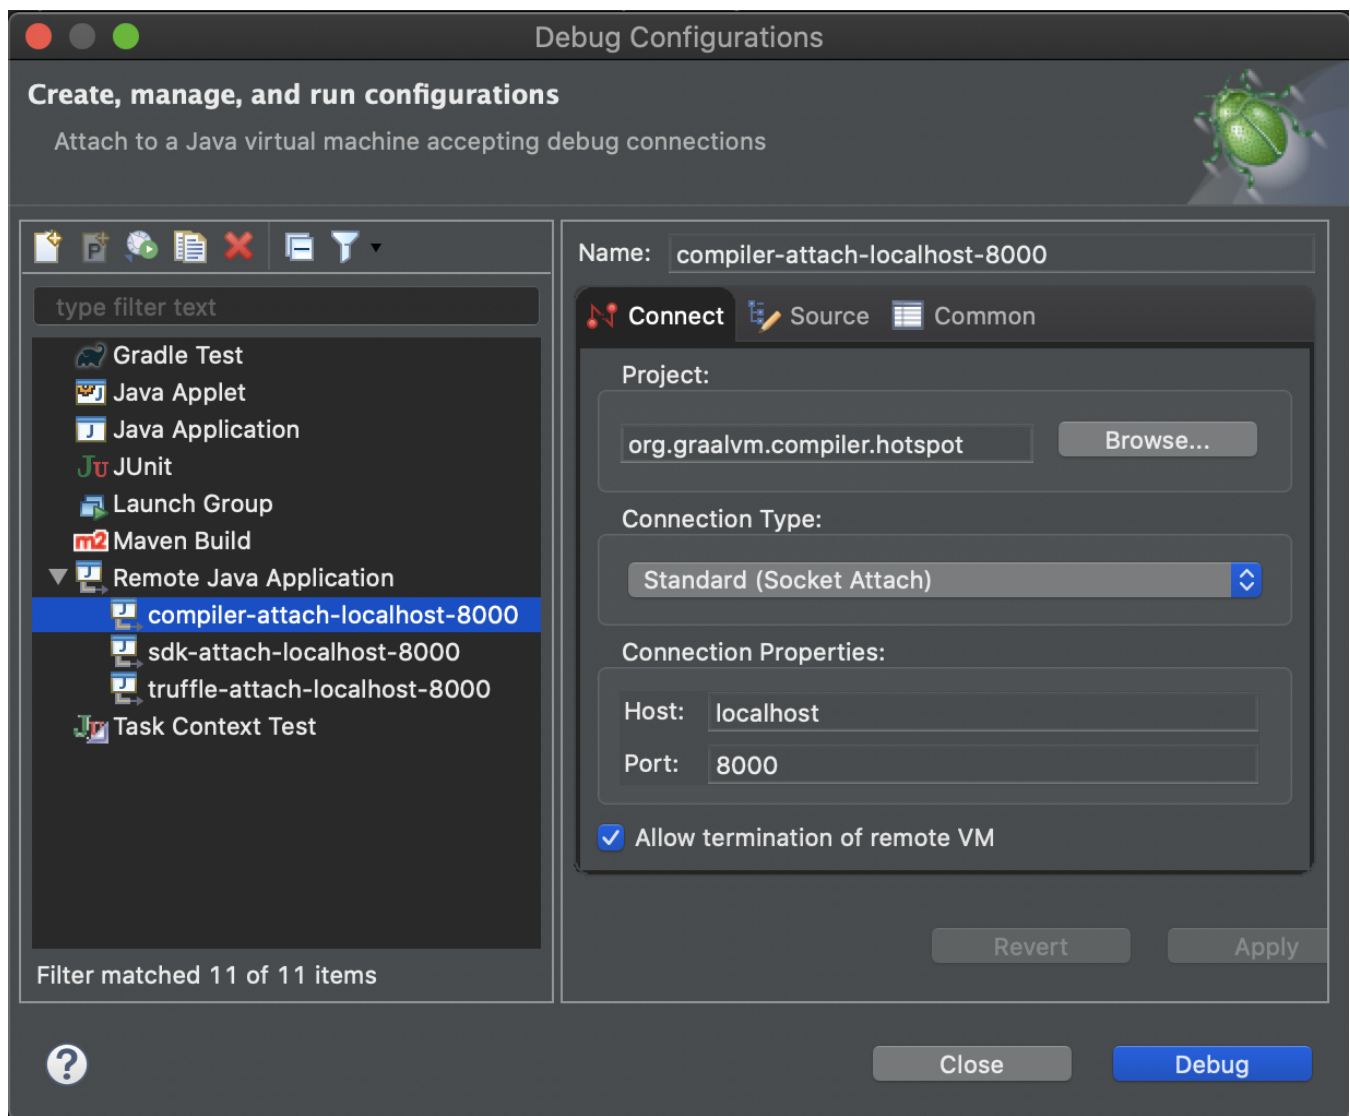 Debug Configurations
Create, manage, and run configurations
Attach to a Java virtual machine accepting debug connections
type filter text
Gradle Test
Java Applet
Java Application
JUnit
Launch Group
Maven Build
Remote Java Application
compiler-attach-localhost-8000
sdk-attach-localhost-8000
truffle-attach-localhost-8000
Task Context Test
Filter matched 11 of 11 items
Name: compiler-attach-localhost-8000
Connect Source Common
Project:
org.graalvm.compiler.hotspot Browse...
Connection Type:
Standard (Socket Attach)
Connection Properties:
Host: localhost
Port: 8000
Allow termination of remote VM
Revert Apply
? Close Debug